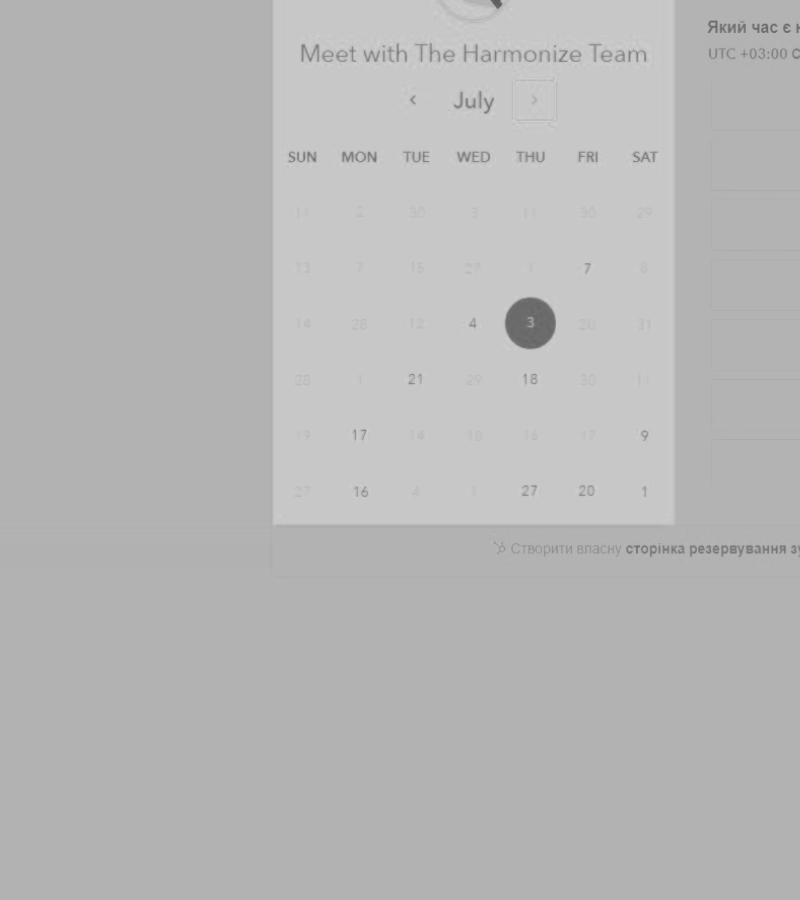 Meet with The Harmonize Team
Який час є н
UTC +03:00 С
July
SUN MON TUE WED THU FRI SAT
11 2 30 3 11 30 29
13 7 15 27 1 7 8
14 28 12 4 3 20 31
28 1 21 29 18 30 11
19 17 14 18 16 17 9
27 16 4 1 27 20 1
Створити власну сторінка резервування зу